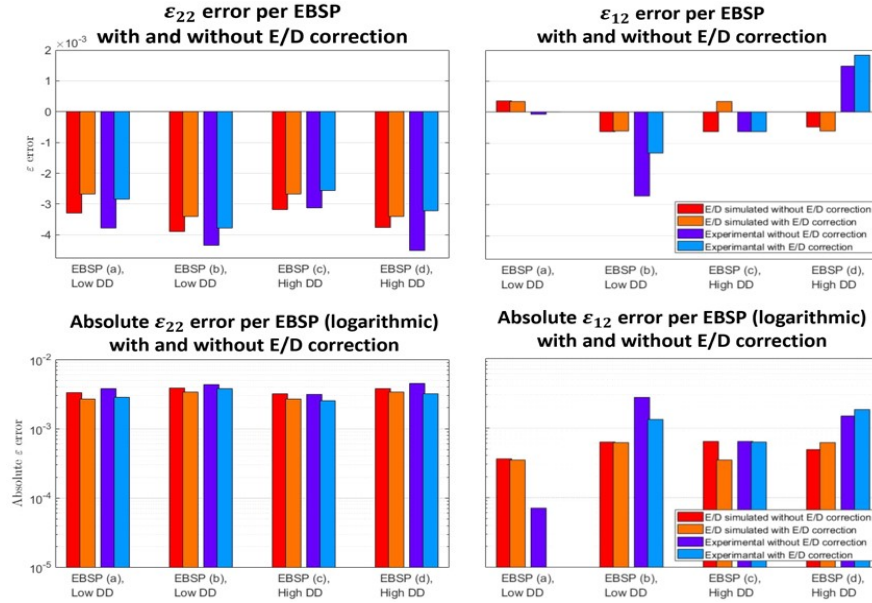 ε22 error per EBSP
with and without E/D correction
×10⁻³
2
1
0
-1
-2
-3
-4
ε error
EBSP (a),
Low DD
EBSP (b),
Low DD
EBSP (c),
High DD
EBSP (d),
High DD
ε12 error per EBSP
with and without E/D correction
E/D simulated without E/D correction
E/D simulated with E/D correction
Experimental without E/D correction
Experimantal with E/D correction
EBSP (a),
Low DD
EBSP (b),
Low DD
EBSP (c),
High DD
EBSP (d),
High DD
Absolute ε22 error per EBSP (logarithmic)
with and without E/D correction
10⁻²
10⁻³
10⁻⁴
10⁻⁵
Absolute ε error
EBSP (a),
Low DD
EBSP (b),
Low DD
EBSP (c),
High DD
EBSP (d),
High DD
Absolute ε12 error per EBSP (logarithmic)
with and without E/D correction
E/D simulated without E/D correction
E/D simulated with E/D correction
Experimental without E/D correction
Experimantal with E/D correction
EBSP (a),
Low DD
EBSP (b),
Low DD
EBSP (c),
High DD
EBSP (d),
High DD